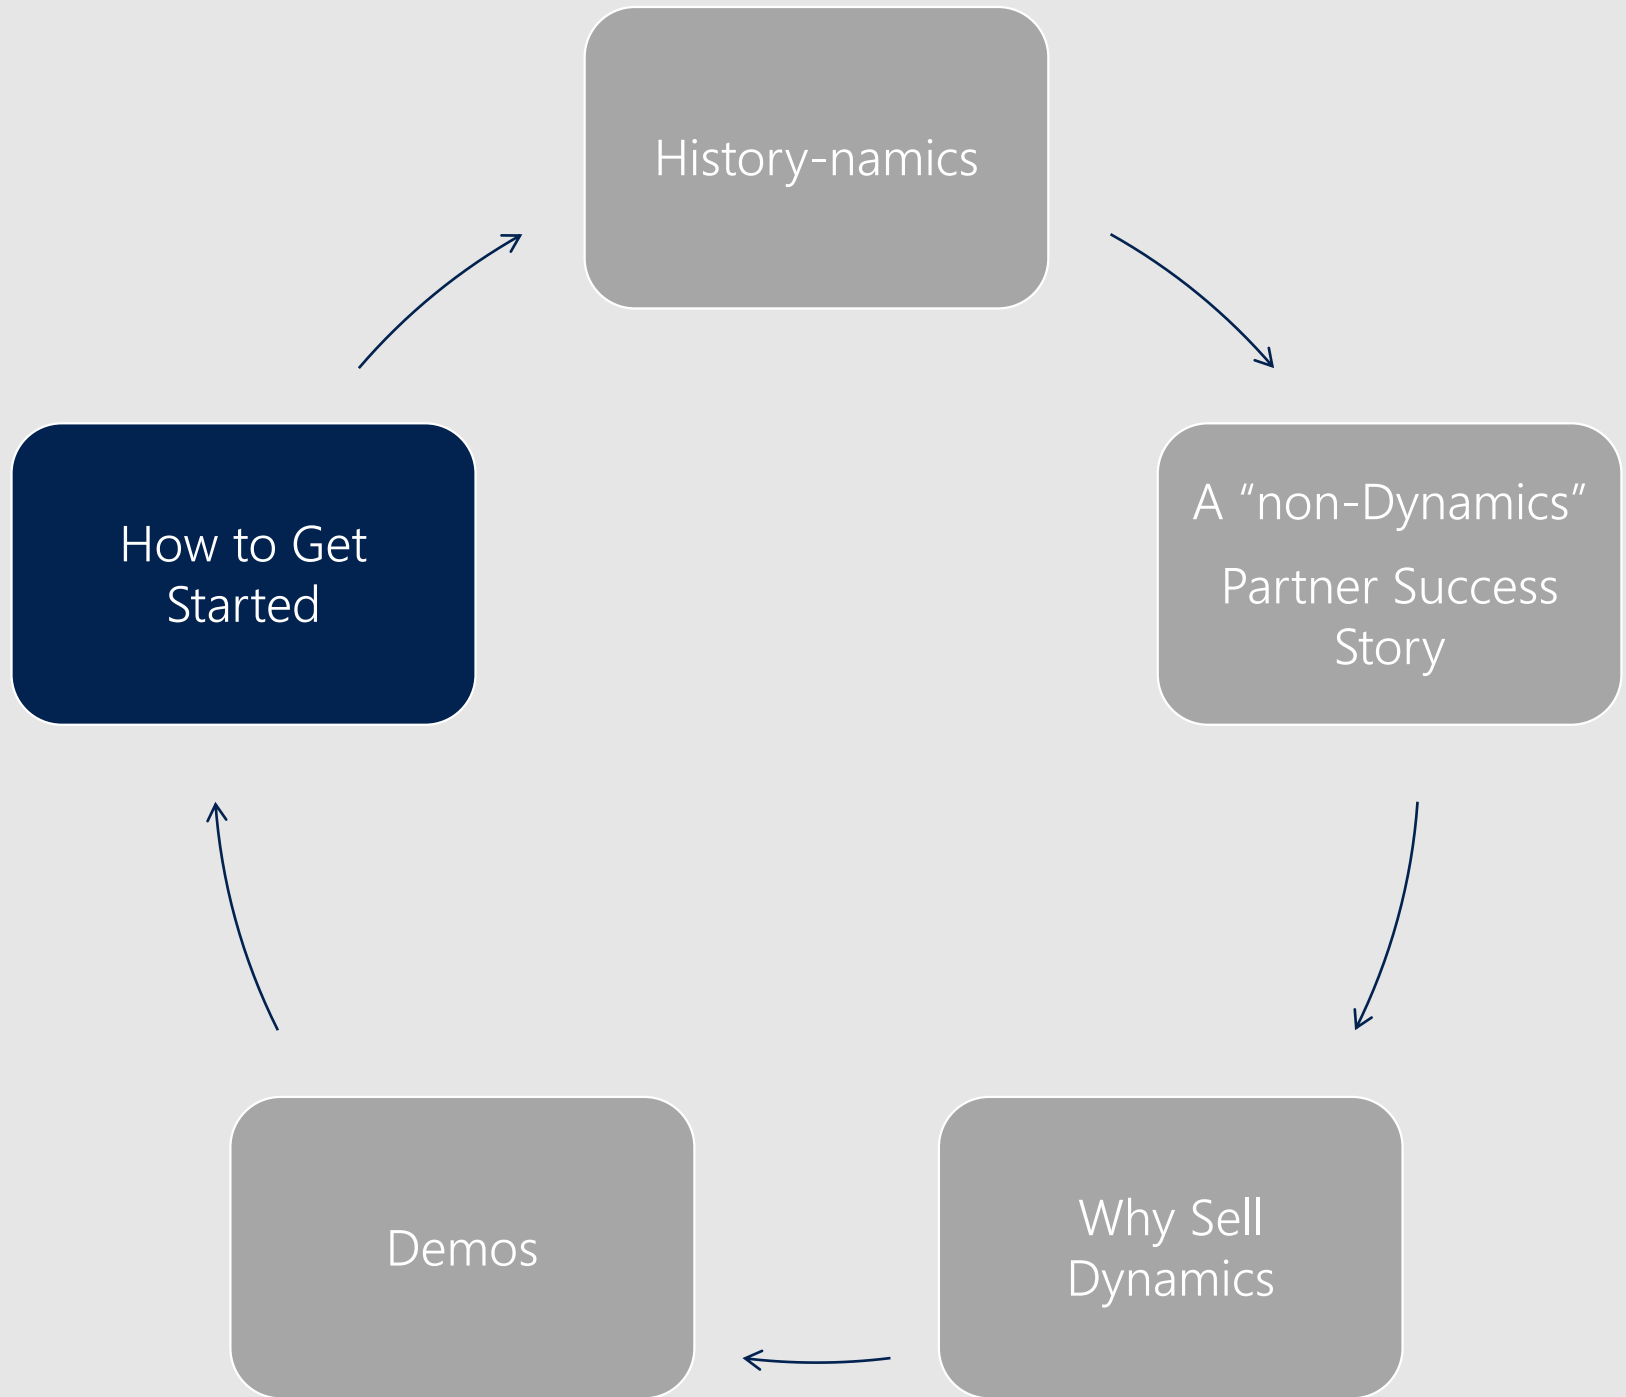 History-namics
A “non-Dynamics”
Partner Success
Story
How to Get
Started
Why Sell
Dynamics
Demos